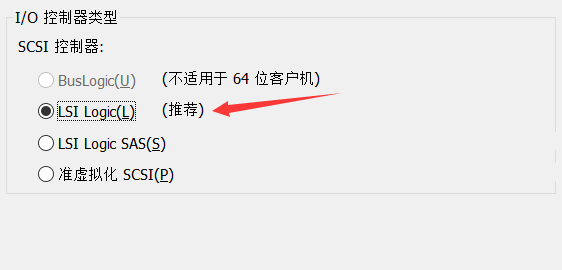 I/O 控制器类型
SCSI 控制器:
BusLogic(U) (不适用于 64 位客户机)
LSI Logic(L) (推荐)
LSI Logic SAS(S)
准虚拟化 SCSI(P)